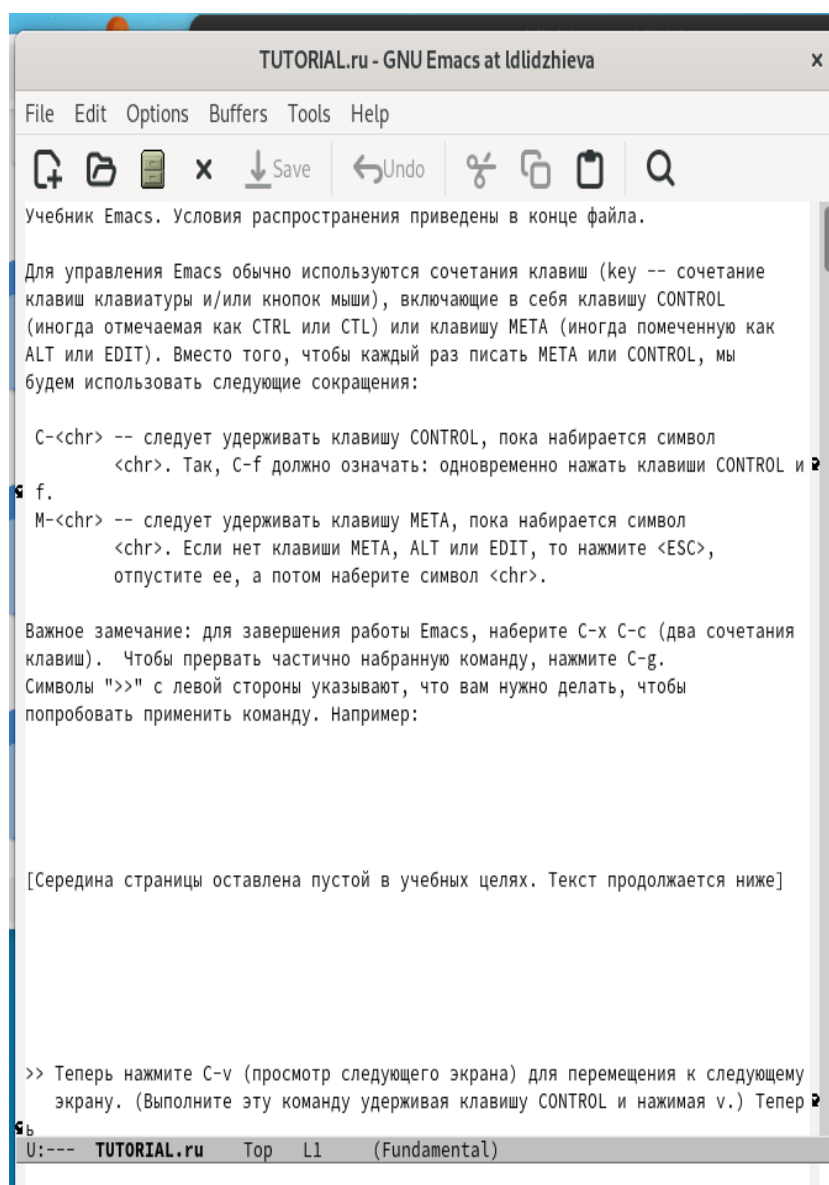 TUTORIAL.ru - GNU Emacs at ldlidzhieva
File Edit Options Buffers Tools Help
Save Undo
Учебник Emacs. Условия распространения приведены в конце файла.
Для управления Emacs обычно используются сочетания клавиш (key -- сочетание
клавиш клавиатуры и/или кнопок мыши), включающие в себя клавишу CONTROL
(иногда отмечаемая как CTRL или CTL) или клавишу META (иногда помеченную как
ALT или EDIT). Вместо того, чтобы каждый раз писать META или CONTROL, мы
будем использовать следующие сокращения:
C-<chr> -- следует удерживать клавишу CONTROL, пока набирается символ
<chr>. Так, C-f должно означать: одновременно нажать клавиши CONTROL и
f.
M-<chr> -- следует удерживать клавишу META, пока набирается символ
<chr>. Если нет клавиши META, ALT или EDIT, то нажмите <ESC>,
отпустите ее, а потом наберите символ <chr>.
Важное замечание: для завершения работы Emacs, наберите C-x C-c (два сочетания
клавиш). Чтобы прервать частично набранную команду, нажмите C-g.
Символы ">>" с левой стороны указывают, что вам нужно делать, чтобы
попробовать применить команду. Например:
[Середина страницы оставлена пустой в учебных целях. Текст продолжается ниже]
>> Теперь нажмите C-v (просмотр следующего экрана) для перемещения к следующему
экрану. (Выполните эту команду удерживая клавишу CONTROL и нажимая v.) Тепер
ь
U:--- TUTORIAL.ru Top L1 (Fundamental)